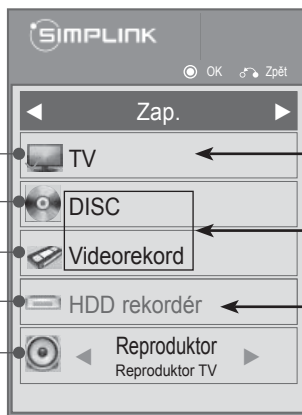 SIMPLINK
OK Zpět
Zap.
TV
DISC
Videorekord
HDD rekordér
Reproduktor
Reproduktor TV